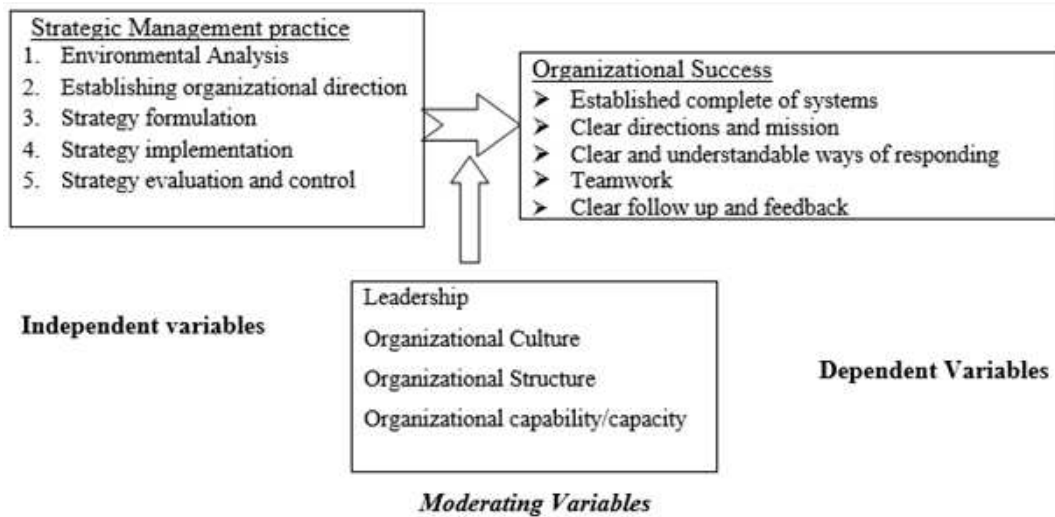 Strategic Management practice
1. Environmental Analysis
2. Establishing organizational direction
3. Strategy formulation
4. Strategy implementation
5. Strategy evaluation and control
Organizational Success
➢ Established complete of systems
➢ Clear directions and mission
➢ Clear and understandable ways of responding
➢ Teamwork
➢ Clear follow up and feedback
Leadership
Organizational Culture
Organizational Structure
Organizational capability/capacity
Independent variables
Dependent Variables
Moderating Variables